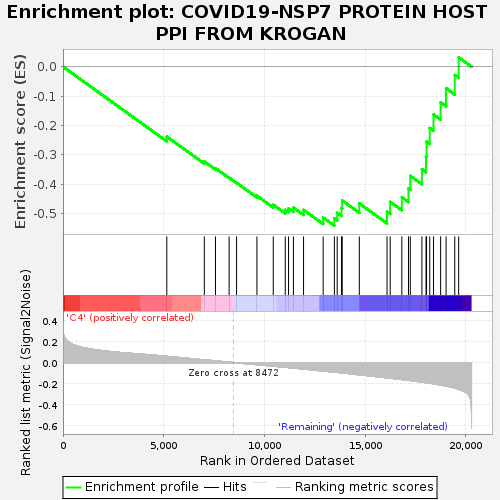 Enrichment plot: COVID19-NSP7 PROTEIN HOST
PPI FROM KROGAN
Enrichment score (ES)
0.0
-0.1
-0.2
-0.3
-0.4
-0.5
'C4' (positively correlated)
Ranked list metric (Signal2Noise)
0.4
0.2
0.0
-0.2
-0.4
-0.6
Zero cross at 8472
'Remaining' (negatively correlated)
0
5,000
10,000
15,000
20,000
Rank in Ordered Dataset
Enrichment profile
Hits
Ranking metric scores